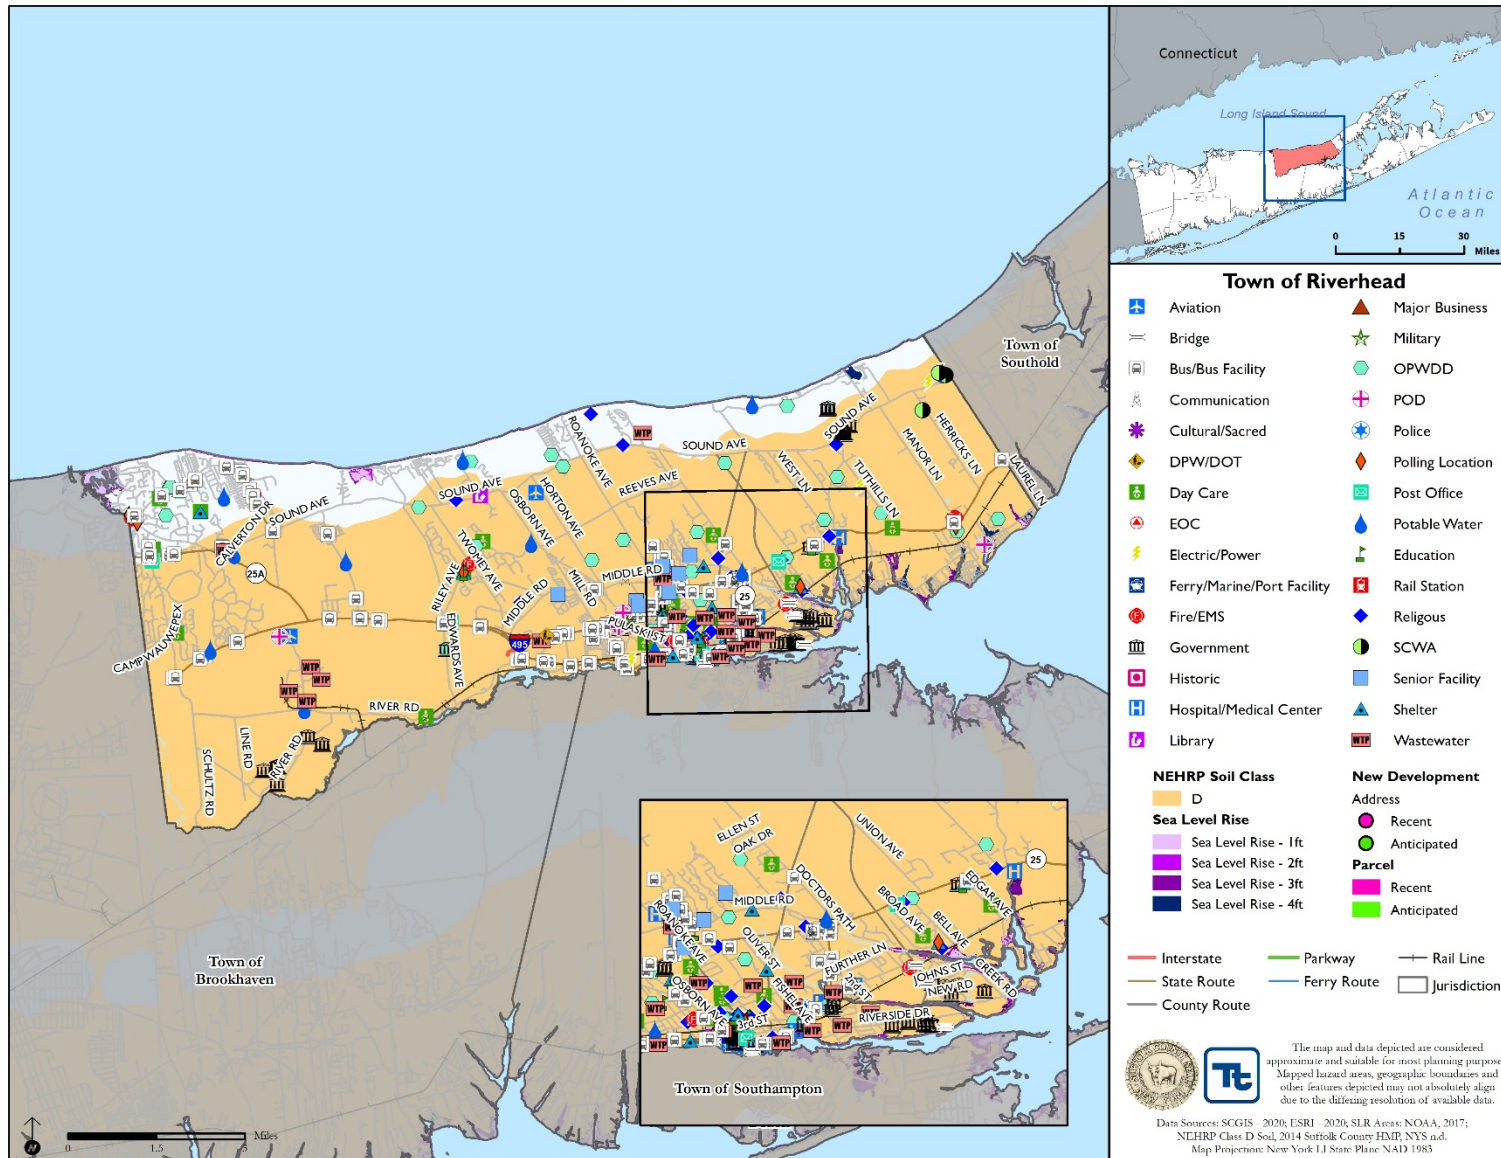 Connecticut
Long Island Sound
Atlantic
Ocean
0 15 30
Miles
Town of Riverhead
Aviation
Bridge
Bus/Bus Facility
Communication
Cultural/Sacred
DPW/DOT
Day Care
EOC
Electric/Power
Ferry/Marine/Port Facility
Fire/EMS
Government
Historic
Hospital/Medical Center
Library
Major Business
Military
OPWDD
POD
Police
Polling Location
Post Office
Potable Water
Education
Rail Station
Religous
SCWA
Senior Facility
Shelter
WTP Wastewater
NEHRP Soil Class
D
Sea Level Rise
Sea Level Rise - 1ft
Sea Level Rise - 2ft
Sea Level Rise - 3ft
Sea Level Rise - 4ft
New Development
Address
Recent
Anticipated
Parcel
Recent
Anticipated
Interstate
State Route
County Route
Parkway
Ferry Route
Rail Line
Jurisdiction
Tt
The map and data depicted are considered
approximate and suitable for most planning purpose
Mapped hazard areas, geographic boundaries and
other features depicted may not absolutely align
due to the differing resolution of available data.
Data Sources: SCGIS - 2020; ESRI - 2020; SLR Areas: NOAA, 2017;
NEHRP Class D Soil, 2014 Suffolk County HMP, NYS n.d.
Map Projection: New York LI State Plane NAD 1983
Town of
Southold
SOUND AVE
HERRICKS LN
MANOR LN
LAUREL LN
TUTHILLS LN
WEST LN
SOUND AVE
ROANOKE AVE
REEVES AVE
HORTON AVE
OSBORN AVE
SOUND AVE
SOUND AVE
CALVERTON DR
25A
TWOMEY AVE
RILEY AVE
MIDDLE RD
MILL RD
MIDDLE RD
25
PULASKI ST
495
EDWARDS AVE
CAMP WAUWEPEX
WTP
WTP
WTP
WTP
RIVER RD
LINE RD
RIVER RD
SCHULTZ RD
Town of
Brookhaven
ELLEN ST
OAK DR
UNION AVE
25
DOCTORS PATH
EDGAR AVE
MIDDLE RD
BROAD AVE
BELL AVE
ROANOKE AVE
OLIVER ST
FURTHER LN
CREEK RD
JOHNS ST
NEW RD
2nd ST
FISHEL AVE
OSBORN AVE
3rd ST
RIVERSIDE DR
Town of Southampton
N
0 1.5 3
Miles